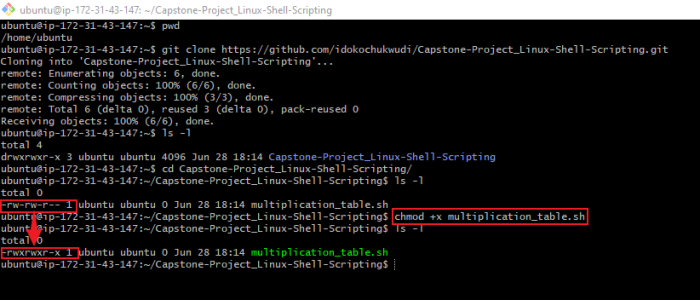 ubuntu@ip-172-31-43-147: ~/Capstone-Project_Linux-Shell-Scripting
ubuntu@ip-172-31-43-147:~$ pwd
/home/ubuntu
ubuntu@ip-172-31-43-147:~$ git clone https://github.com/idokochukwudi/Capstone-Project_Linux-Shell-Scripting.git
Cloning into 'Capstone-Project_Linux-Shell-Scripting'...
remote: Enumerating objects: 6, done.
remote: Counting objects: 100% (6/6), done.
remote: Compressing objects: 100% (3/3), done.
remote: Total 6 (delta 0), reused 3 (delta 0), pack-reused 0
Receiving objects: 100% (6/6), done.
ubuntu@ip-172-31-43-147:~$ ls -l
total 4
drwxrwxr-x 3 ubuntu ubuntu 4096 Jun 28 18:14 Capstone-Project_Linux-Shell-Scripting
ubuntu@ip-172-31-43-147:~$ cd Capstone-Project_Linux-Shell-Scripting/
ubuntu@ip-172-31-43-147:~/Capstone-Project_Linux-Shell-Scripting$ ls -l
total 0
-rw-rw-r-- 1 ubuntu ubuntu 0 Jun 28 18:14 multiplication_table.sh
ubuntu@ip-172-31-43-147:~/Capstone-Project_Linux-Shell-Scripting$ chmod +x multiplication_table.sh
ubuntu@ip-172-31-43-147:~/Capstone-Project_Linux-Shell-Scripting$ ls -l
total 0
-rwxrwxr-x 1 ubuntu ubuntu 0 Jun 28 18:14 multiplication_table.sh
ubuntu@ip-172-31-43-147:~/Capstone-Project_Linux-Shell-Scripting$